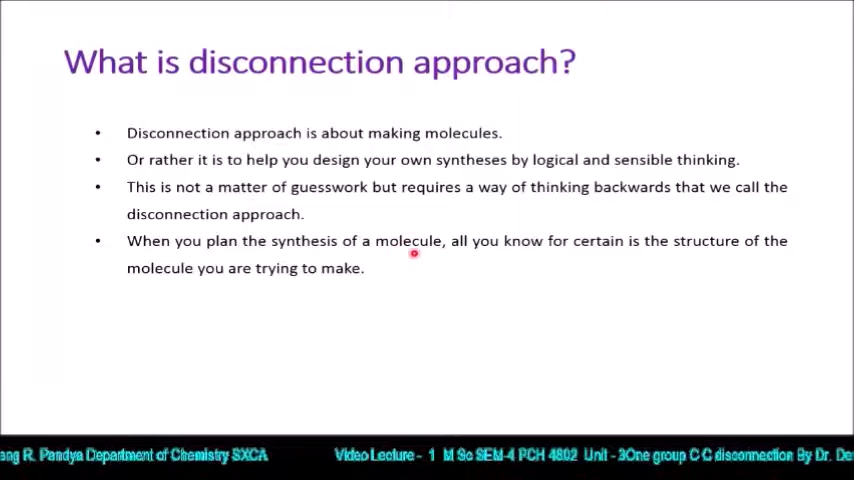 What is disconnection approach?
• Disconnection approach is about making molecules.
• Or rather it is to help you design your own syntheses by logical and sensible thinking.
• This is not a matter of guesswork but requires a way of thinking backwards that we call the
disconnection approach.
• When you plan the synthesis of a molecule, all you know for certain is the structure of the
molecule you are trying to make.
ang R. Pandya Department of Chemistry SXCA Video Lecture - 1 M Sc SEM-4 PCH 4802 Unit - 3One group C C disconnection By Dr. De